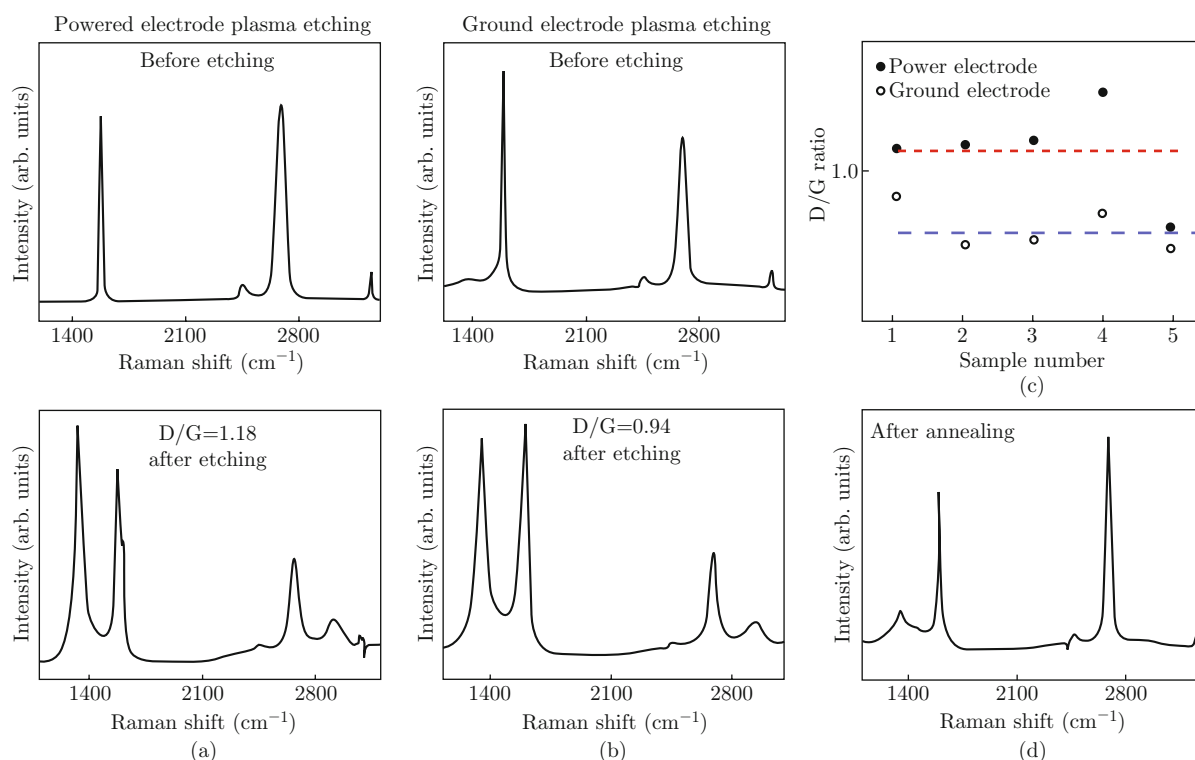 Powered electrode plasma etching
Before etching
Intensity (arb. units)
1400 2100 2800
Raman shift (cm−1)
Ground electrode plasma etching
Before etching
Intensity (arb. units)
1400 2100 2800
Raman shift (cm−1)
Power electrode
Ground electrode
D/G ratio
1.0
1 2 3 4 5
Sample number
(c)
D/G=1.18
after etching
Intensity (arb. units)
1400 2100 2800
Raman shift (cm−1)
(a)
D/G=0.94
after etching
Intensity (arb. units)
1400 2100 2800
Raman shift (cm−1)
(b)
After annealing
Intensity (arb. units)
1400 2100 2800
Raman shift (cm−1)
(d)